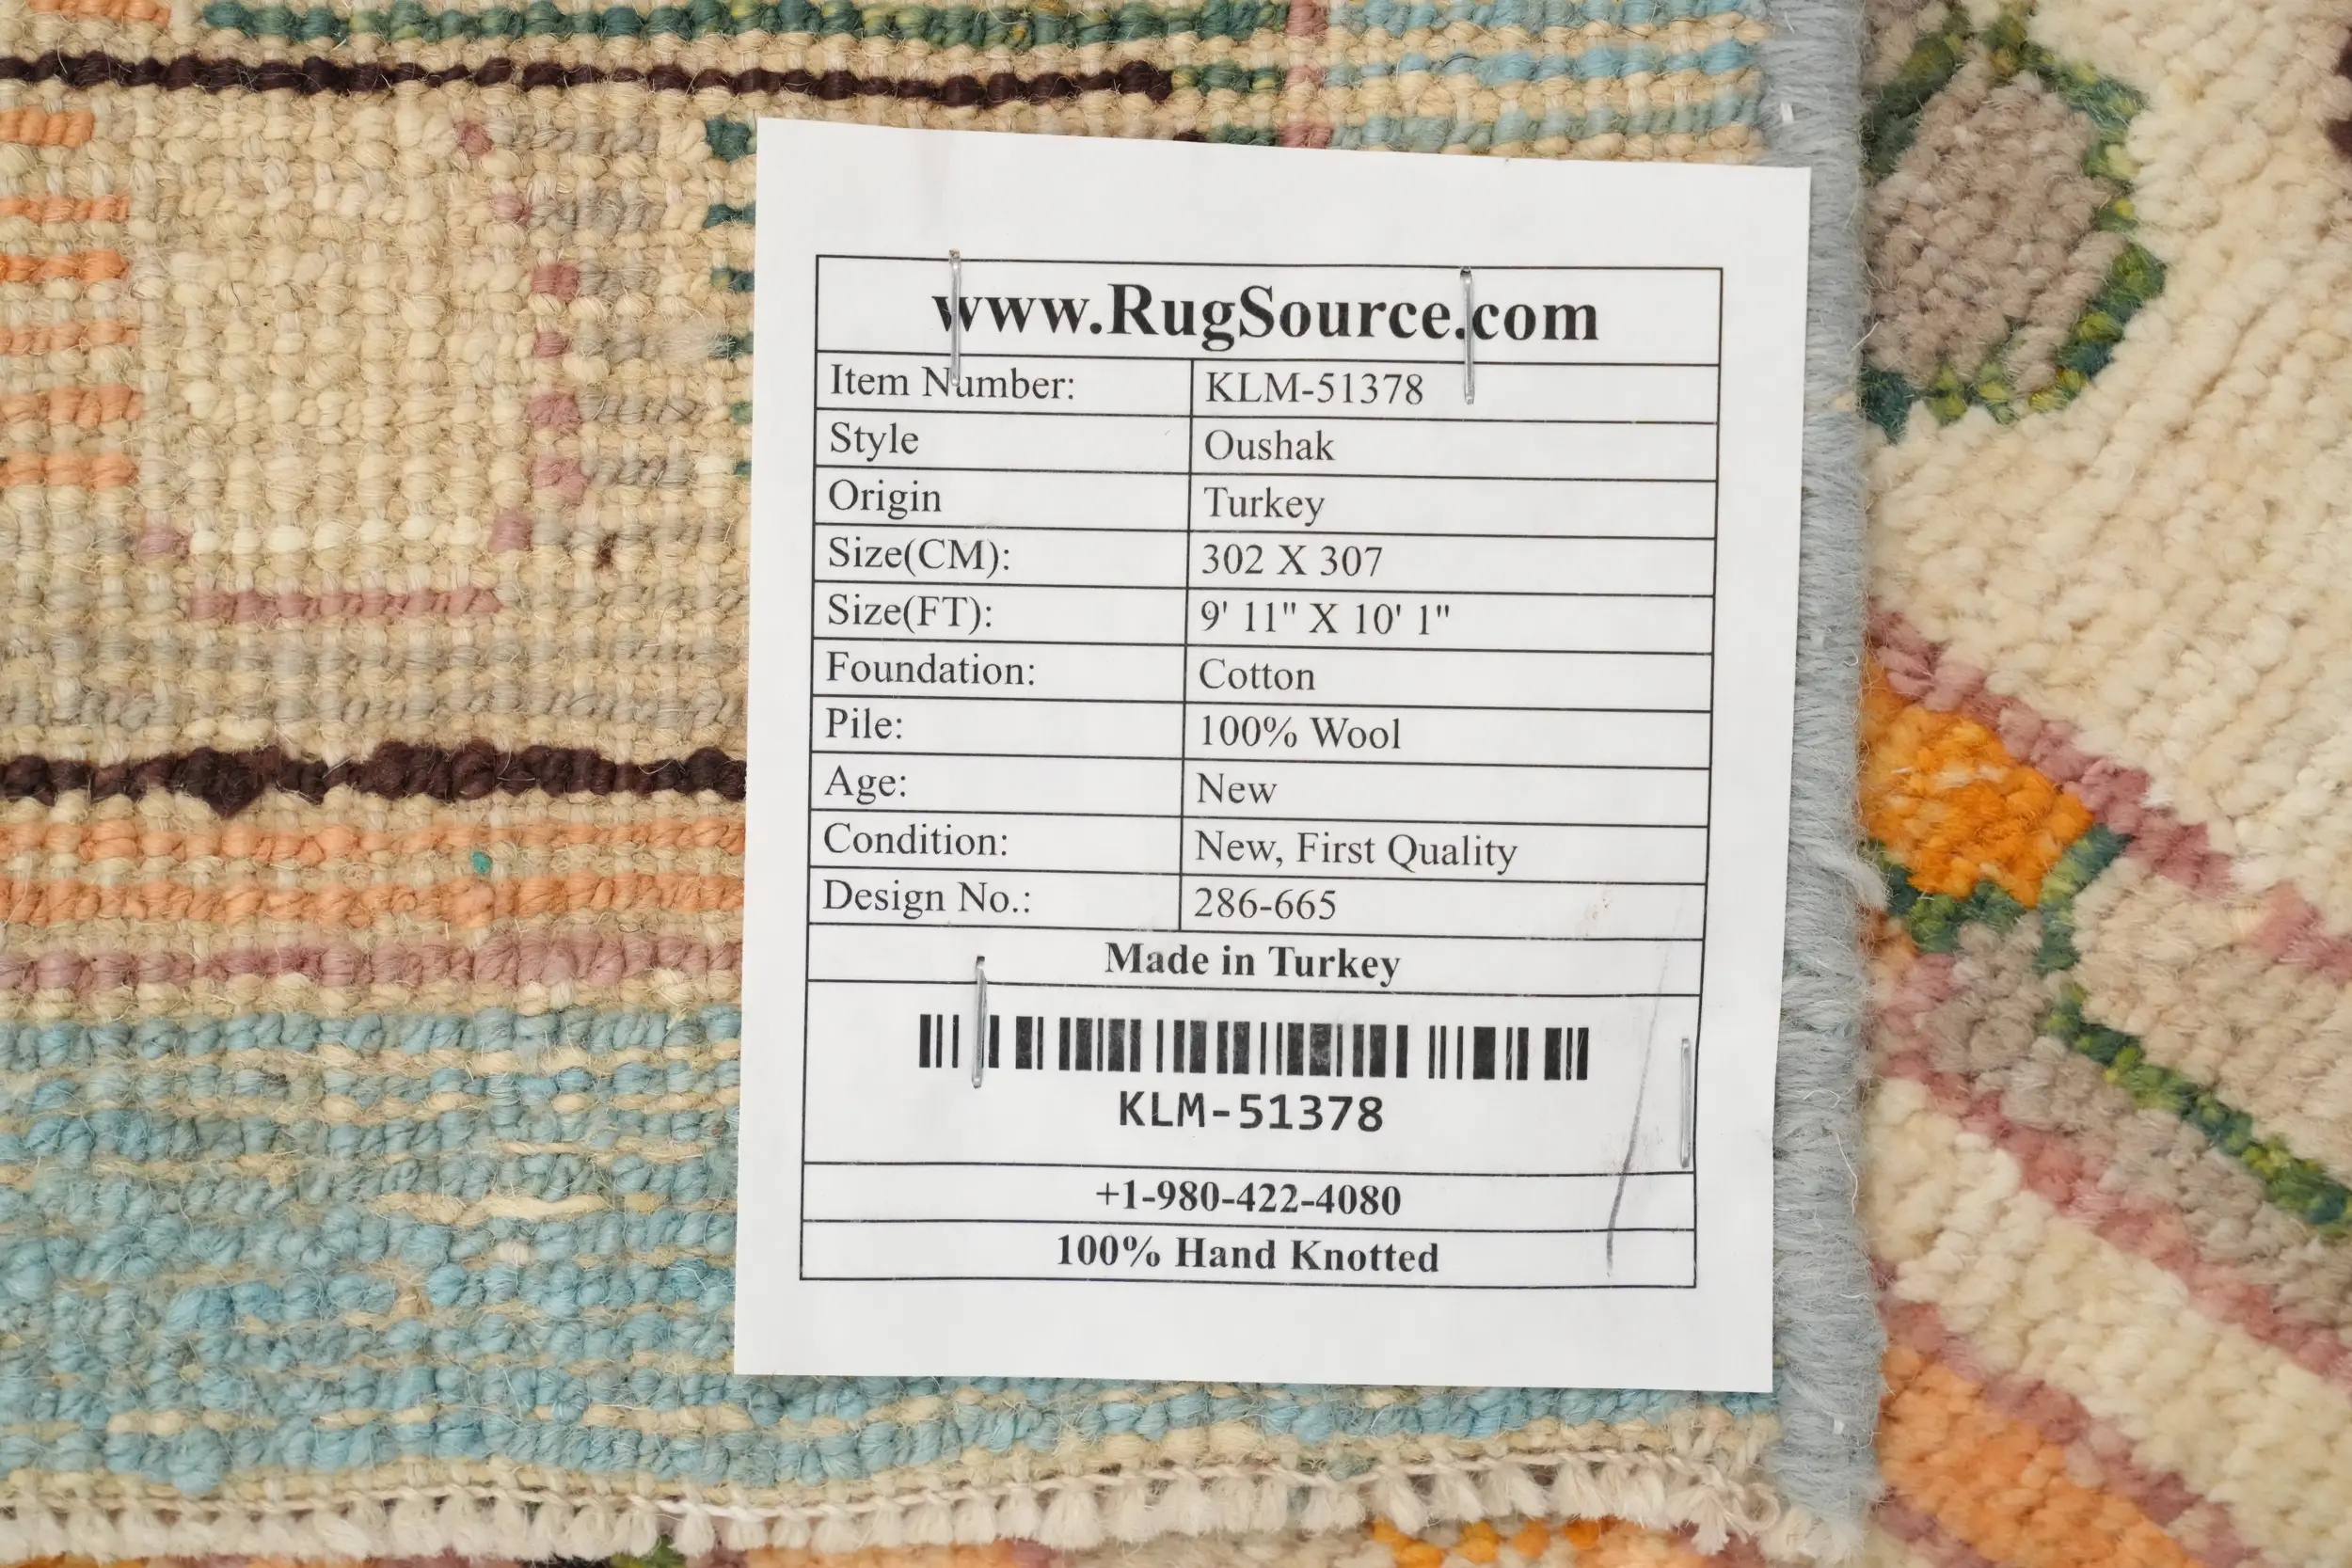 www.RugSource.com
Item Number: KLM-51378
Style Oushak
Origin Turkey
Size(CM): 302 X 307
Size(FT): 9' 11" X 10' 1"
Foundation: Cotton
Pile: 100% Wool
Age: New
Condition: New, First Quality
Design No.: 286-665
Made in Turkey
KLM-51378
+1-980-422-4080
100% Hand Knotted